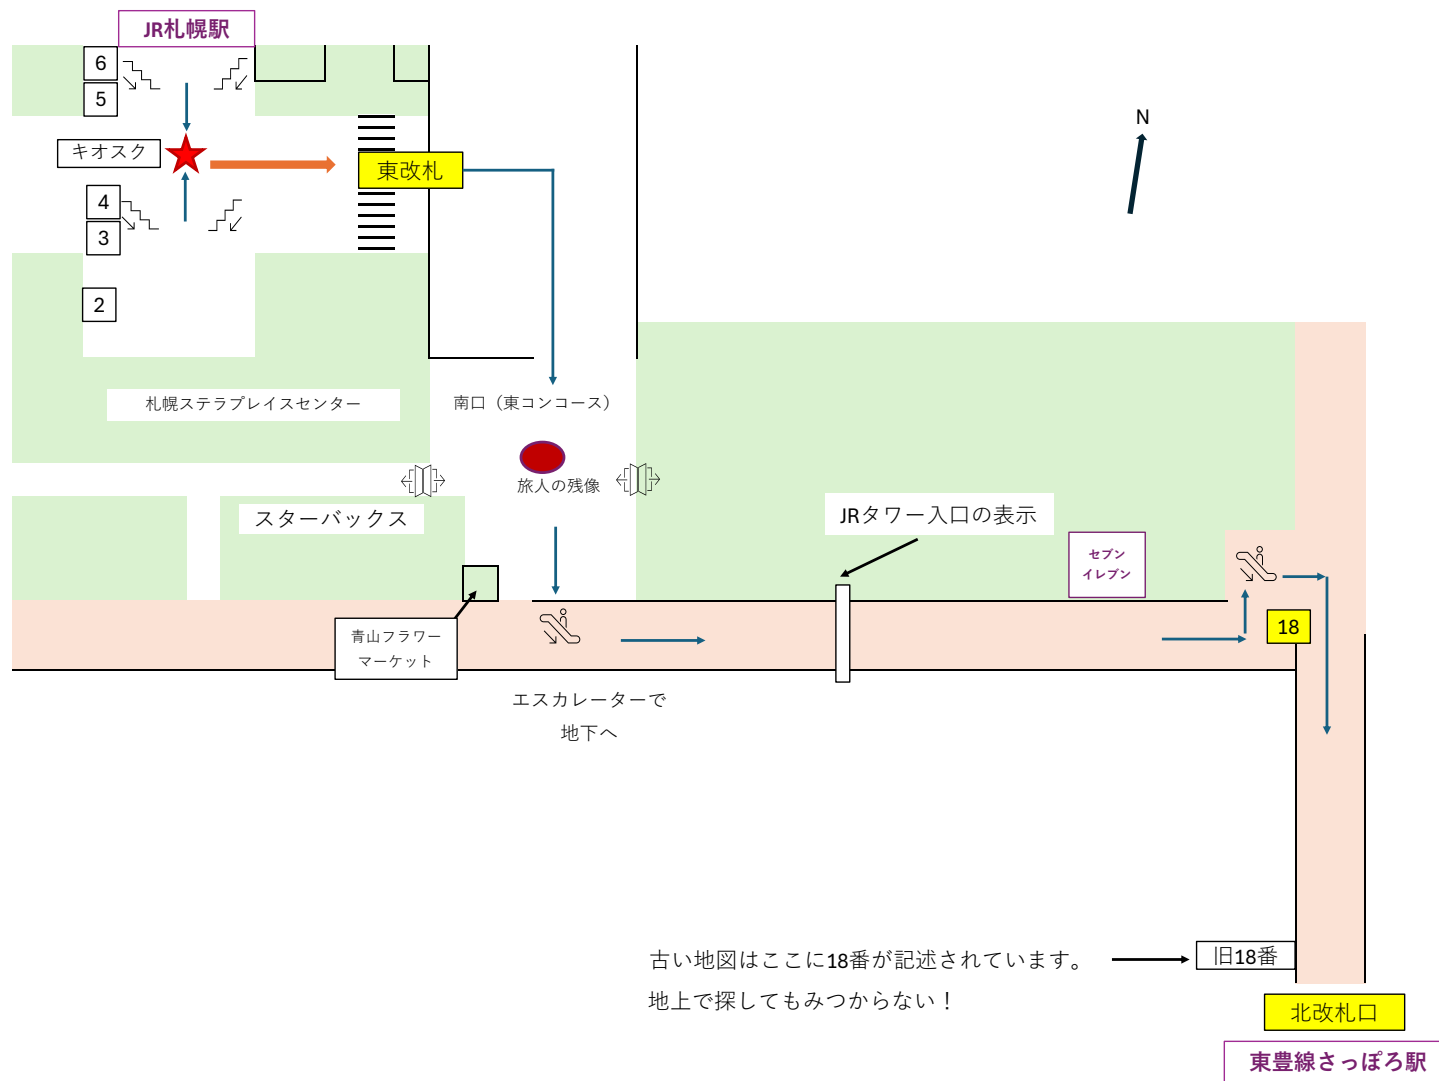 JR札幌駅
6
5
キオスク
東改札
4
3
2
N
札幌ステラプレイスセンター
南口（東コンコース）
旅人の残像
スターバックス
JRタワー入口の表示
セブン
イレブン
18
青山フラワー
マーケット
エスカレーターで
地下へ
古い地図はここに18番が記述されています。
地上で探してもみつからない！
旧18番
北改札口
東豊線さっぽろ駅